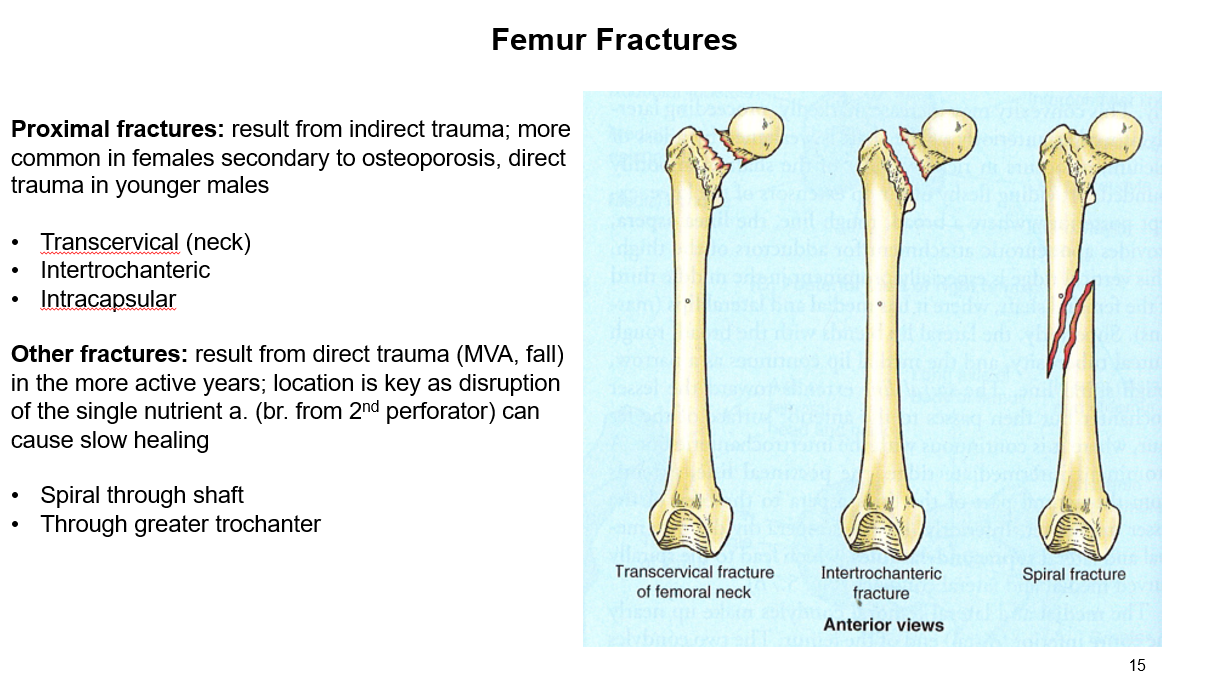 Femur Fractures
Proximal fractures: result from indirect trauma; more
common in females secondary to osteoporosis, direct
trauma in younger males
• Transcervical (neck)
• Intertrochanteric
• Intracapsular
Other fractures: result from direct trauma (MVA, fall)
in the more active years; location is key as disruption
of the single nutrient a. (br. from 2nd perforator) can
cause slow healing
• Spiral through shaft
• Through greater trochanter
Transcervical fracture
of femoral neck
Intertrochanteric
fracture
Spiral fracture
Anterior views
15